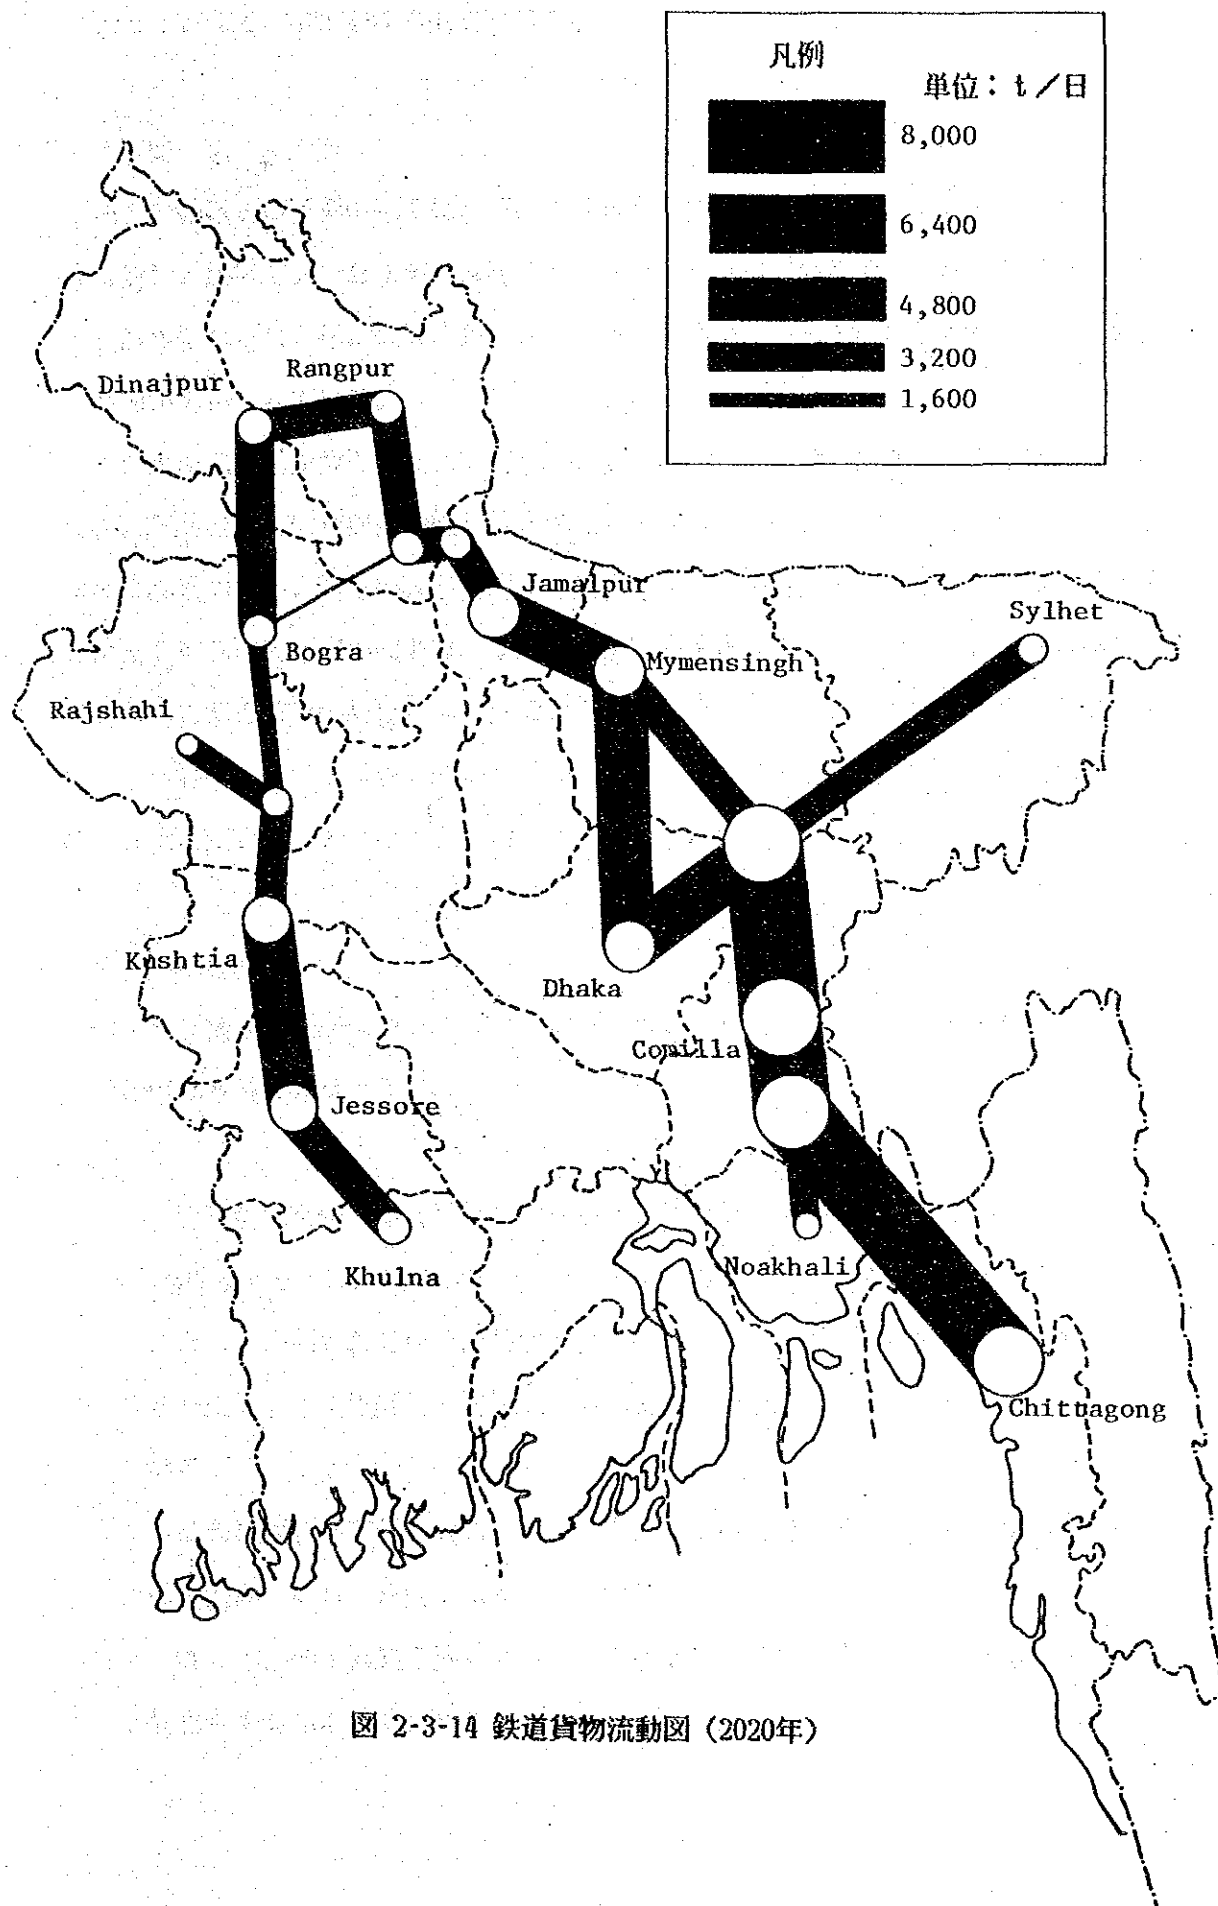 凡例
単位：t／日
8,000
6,400
4,800
3,200
1,600
Rangpur
Dinajpur
Jamalpur
Sylhet
Bogra
Mymensingh
Rajshahi
Kushtia
Dhaka
Comilla
Jessore
Noakhali
Khulna
Chittagong
図 2-3-14 鉄道貨物流動図（2020年）